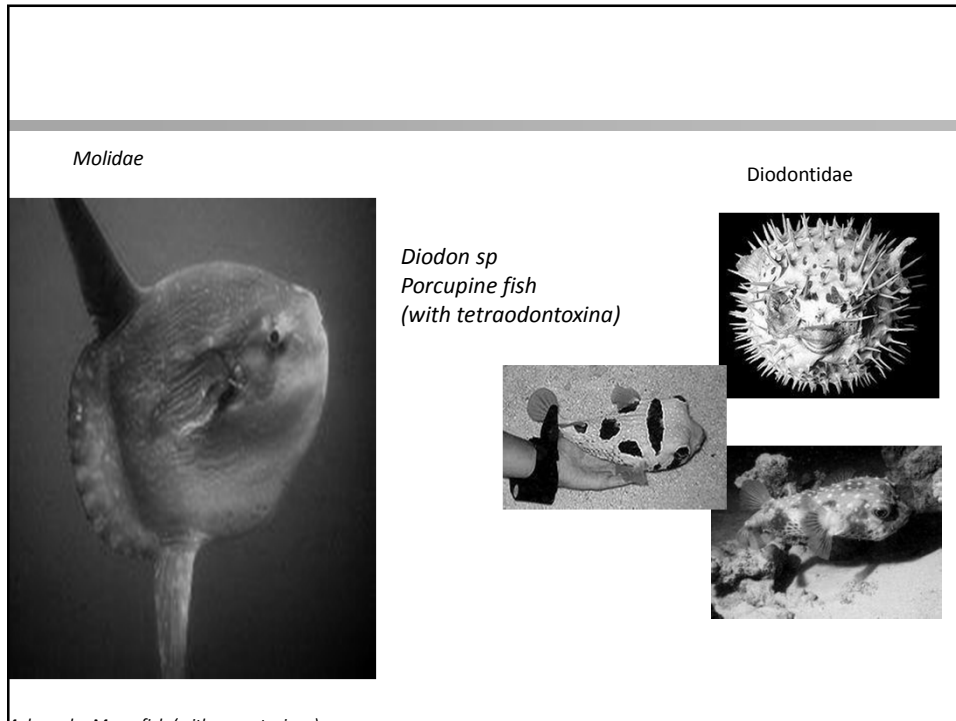 Molidae
Diodontidae
Diodon sp
Porcupine fish
(with tetraodontoxina)